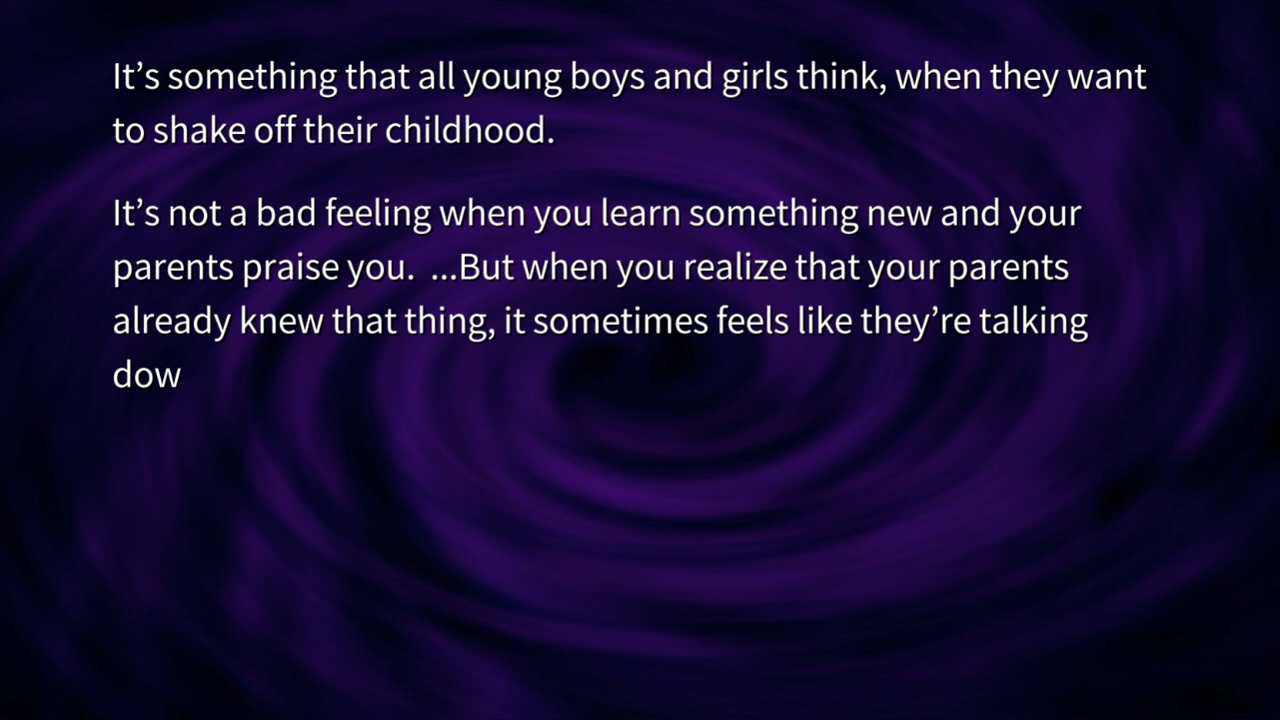 It’s something that all young boys and girls think, when they want
to shake off their childhood.
It’s not a bad feeling when you learn something new and your
parents praise you.  ...But when you realize that your parents
already knew that thing, it sometimes feels like they’re talking
dow